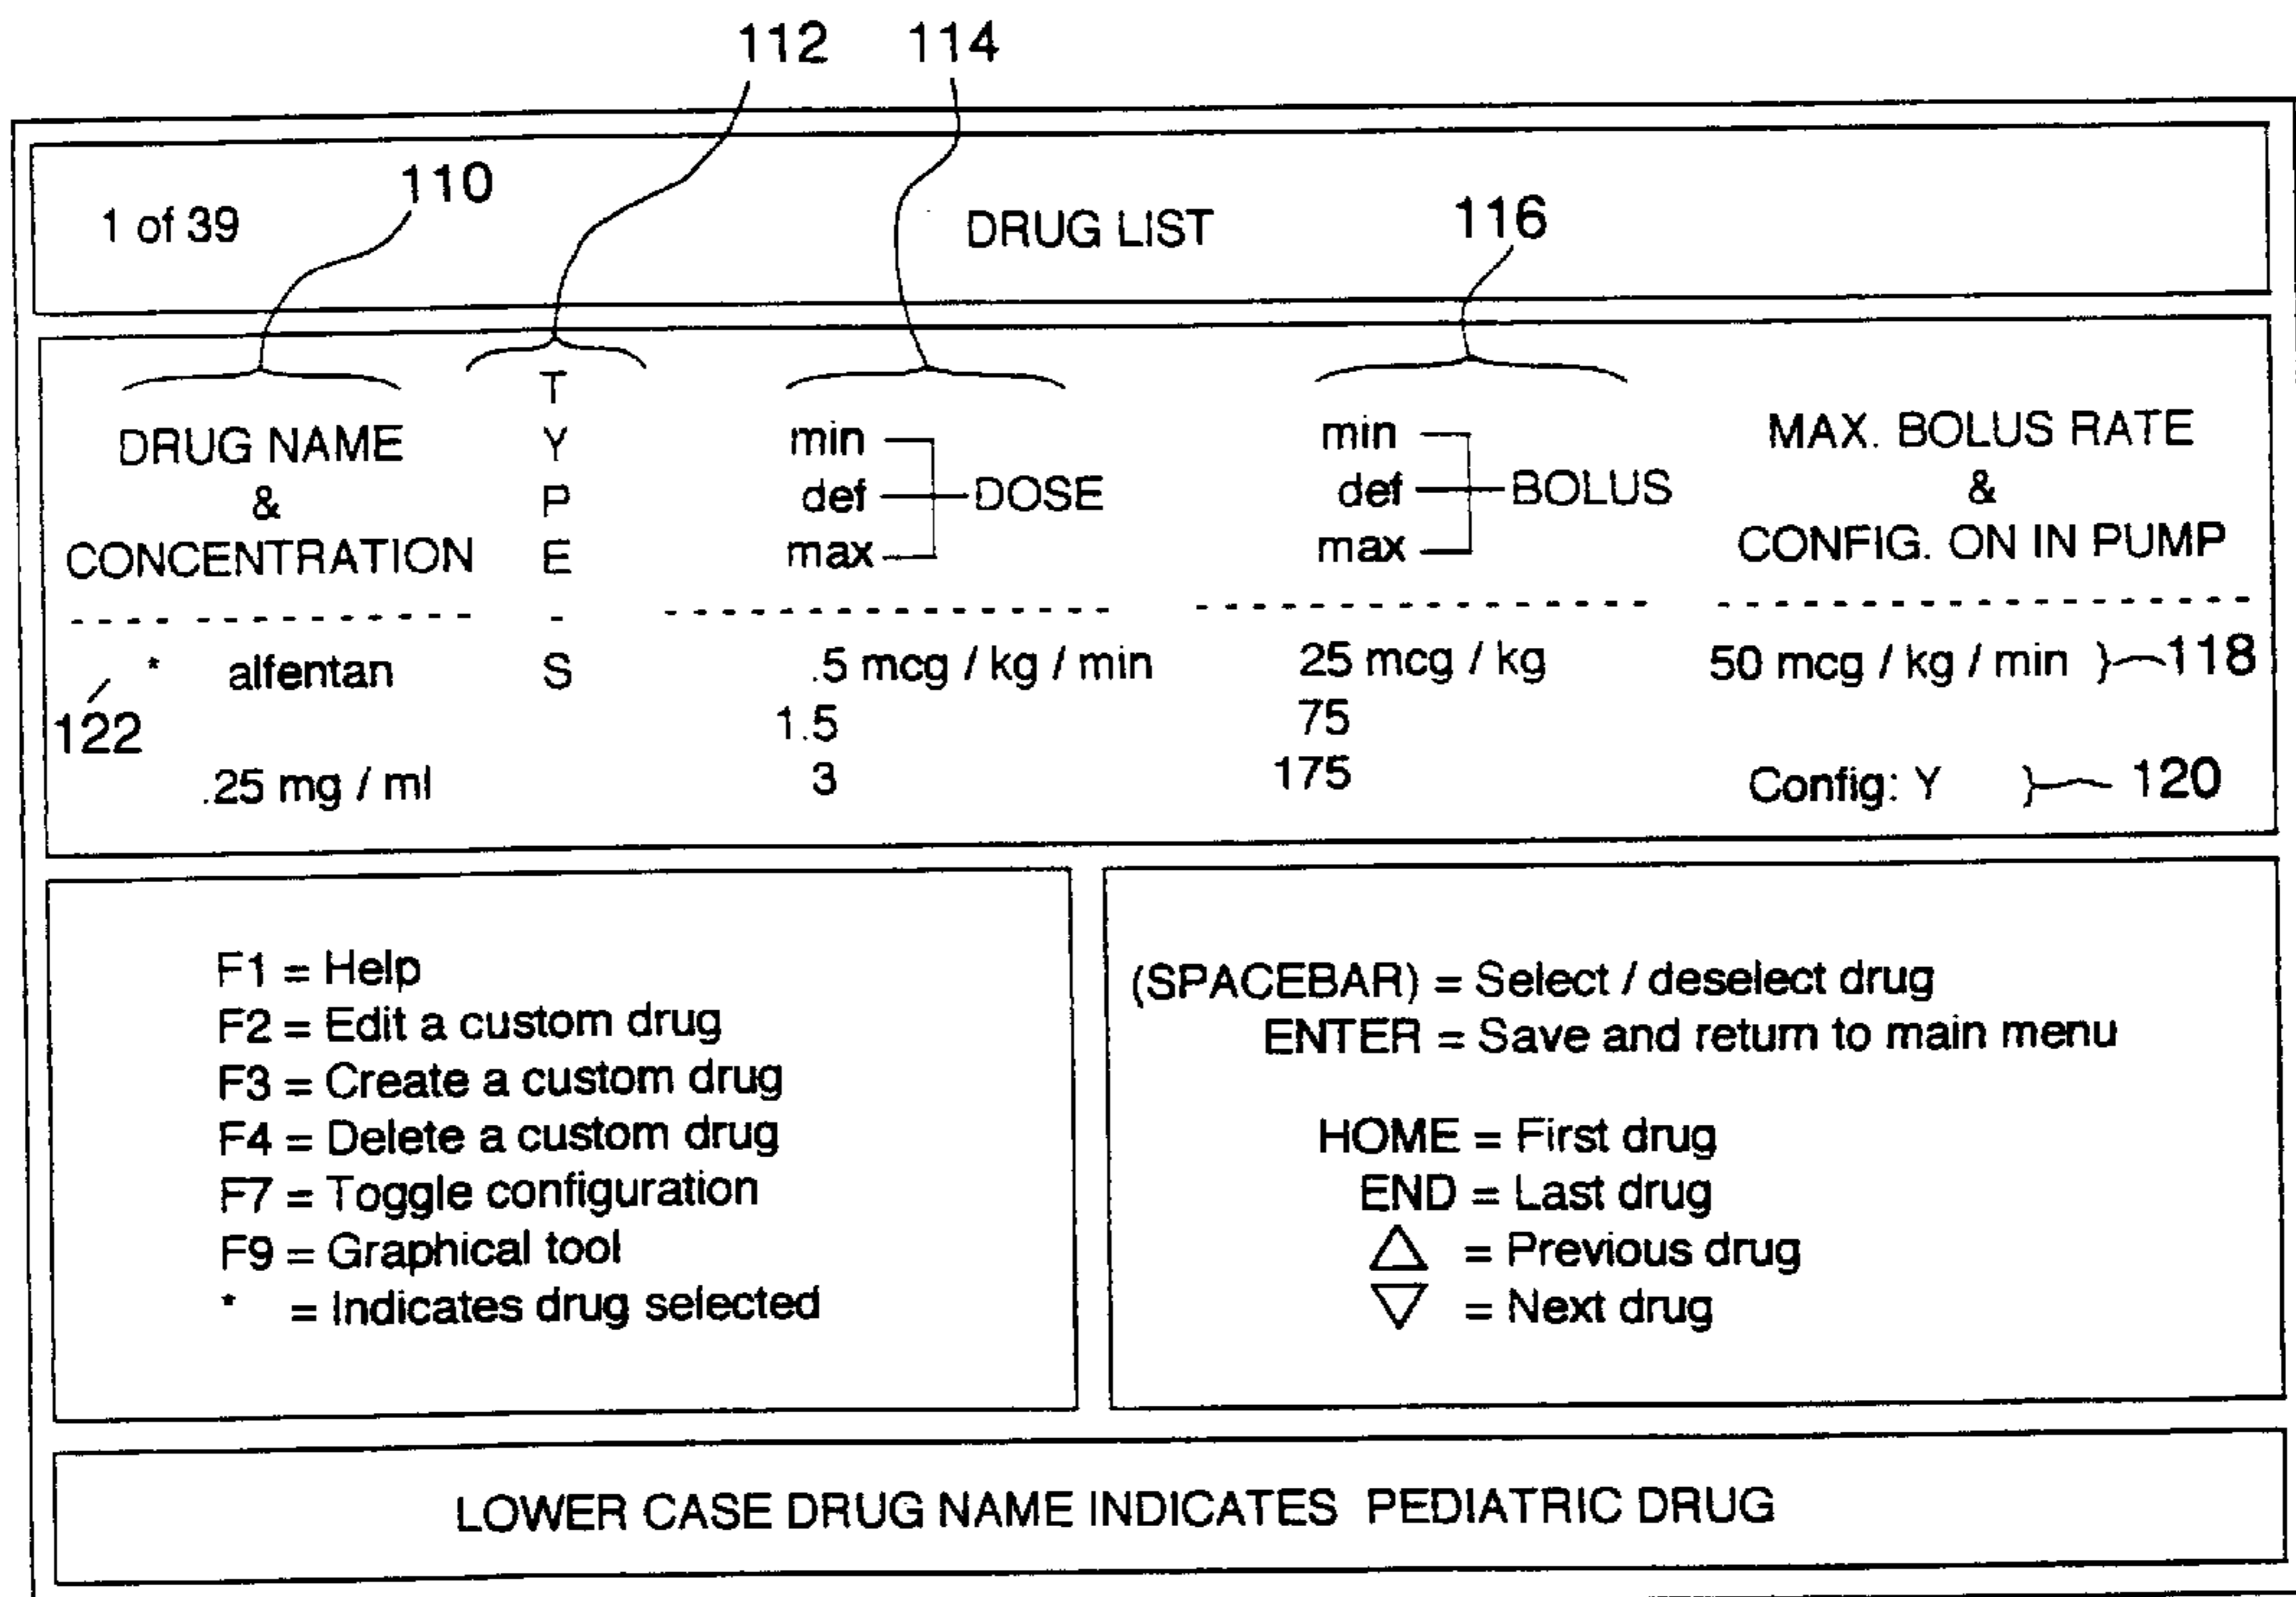 112 114
110
1 of 39 DRUG LIST 116
T
DRUG NAME Y min min MAX. BOLUS RATE
& P def DOSE def BOLUS &
CONCENTRATION E max max CONFIG. ON IN PUMP
* alfentan S .5 mcg / kg / min 25 mcg / kg 50 mcg / kg / min 118
122 1.5 75
.25 mg / ml 3 175 Config: Y 120
F1 = Help
F2 = Edit a custom drug
F3 = Create a custom drug
F4 = Delete a custom drug
F7 = Toggle configuration
F9 = Graphical tool
* = Indicates drug selected
(SPACEBAR) = Select / deselect drug
ENTER = Save and return to main menu
HOME = First drug
END = Last drug
△ = Previous drug
▽ = Next drug
LOWER CASE DRUG NAME INDICATES PEDIATRIC DRUG